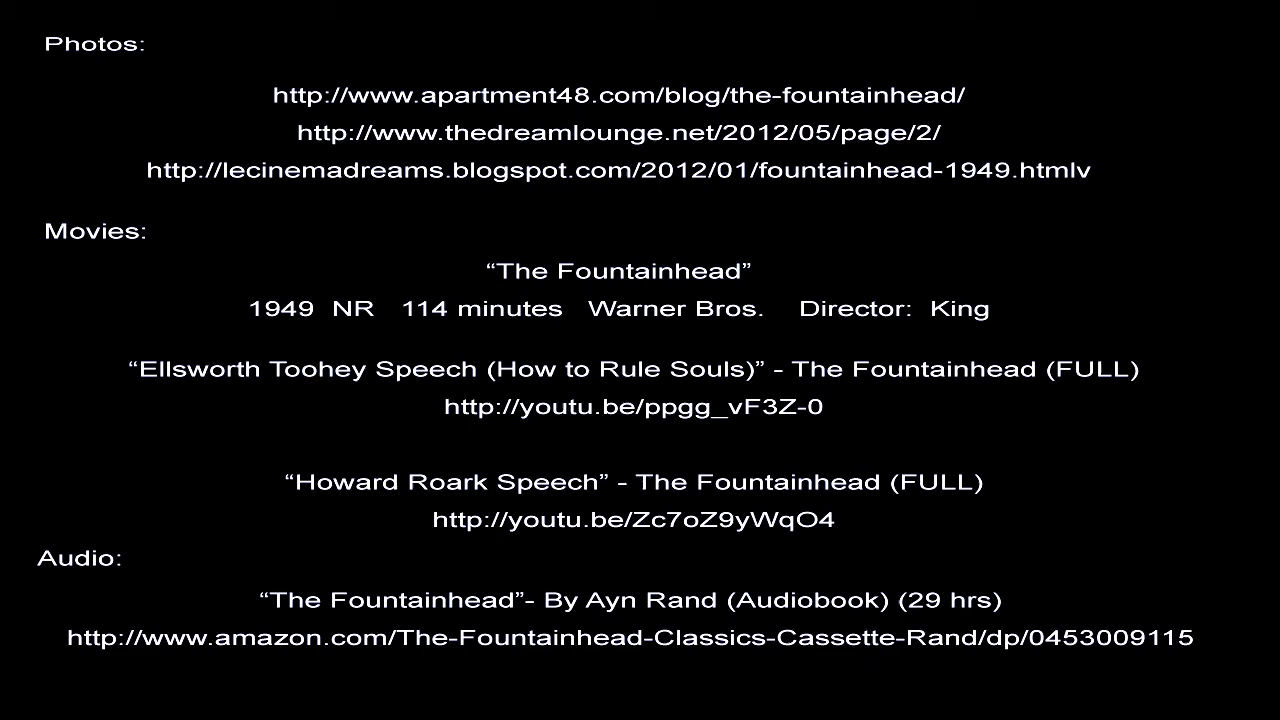 Photos:
http://www.apartment48.com/blog/the-fountainhead/
http://www.thedreamlounge.net/2012/05/page/2/
http://lecinemadreams.blogspot.com/2012/01/fountainhead-1949.htmlv
Movies:
“The Fountainhead”
1949 NR 114 minutes Warner Bros. Director: King
“Ellsworth Toohey Speech (How to Rule Souls)” - The Fountainhead (FULL)
http://youtu.be/ppgg_vF3Z-0
“Howard Roark Speech” - The Fountainhead (FULL)
http://youtu.be/Zc7oZ9yWqO4
Audio:
“The Fountainhead”- By Ayn Rand (Audiobook) (29 hrs)
http://www.amazon.com/The-Fountainhead-Classics-Cassette-Rand/dp/0453009115